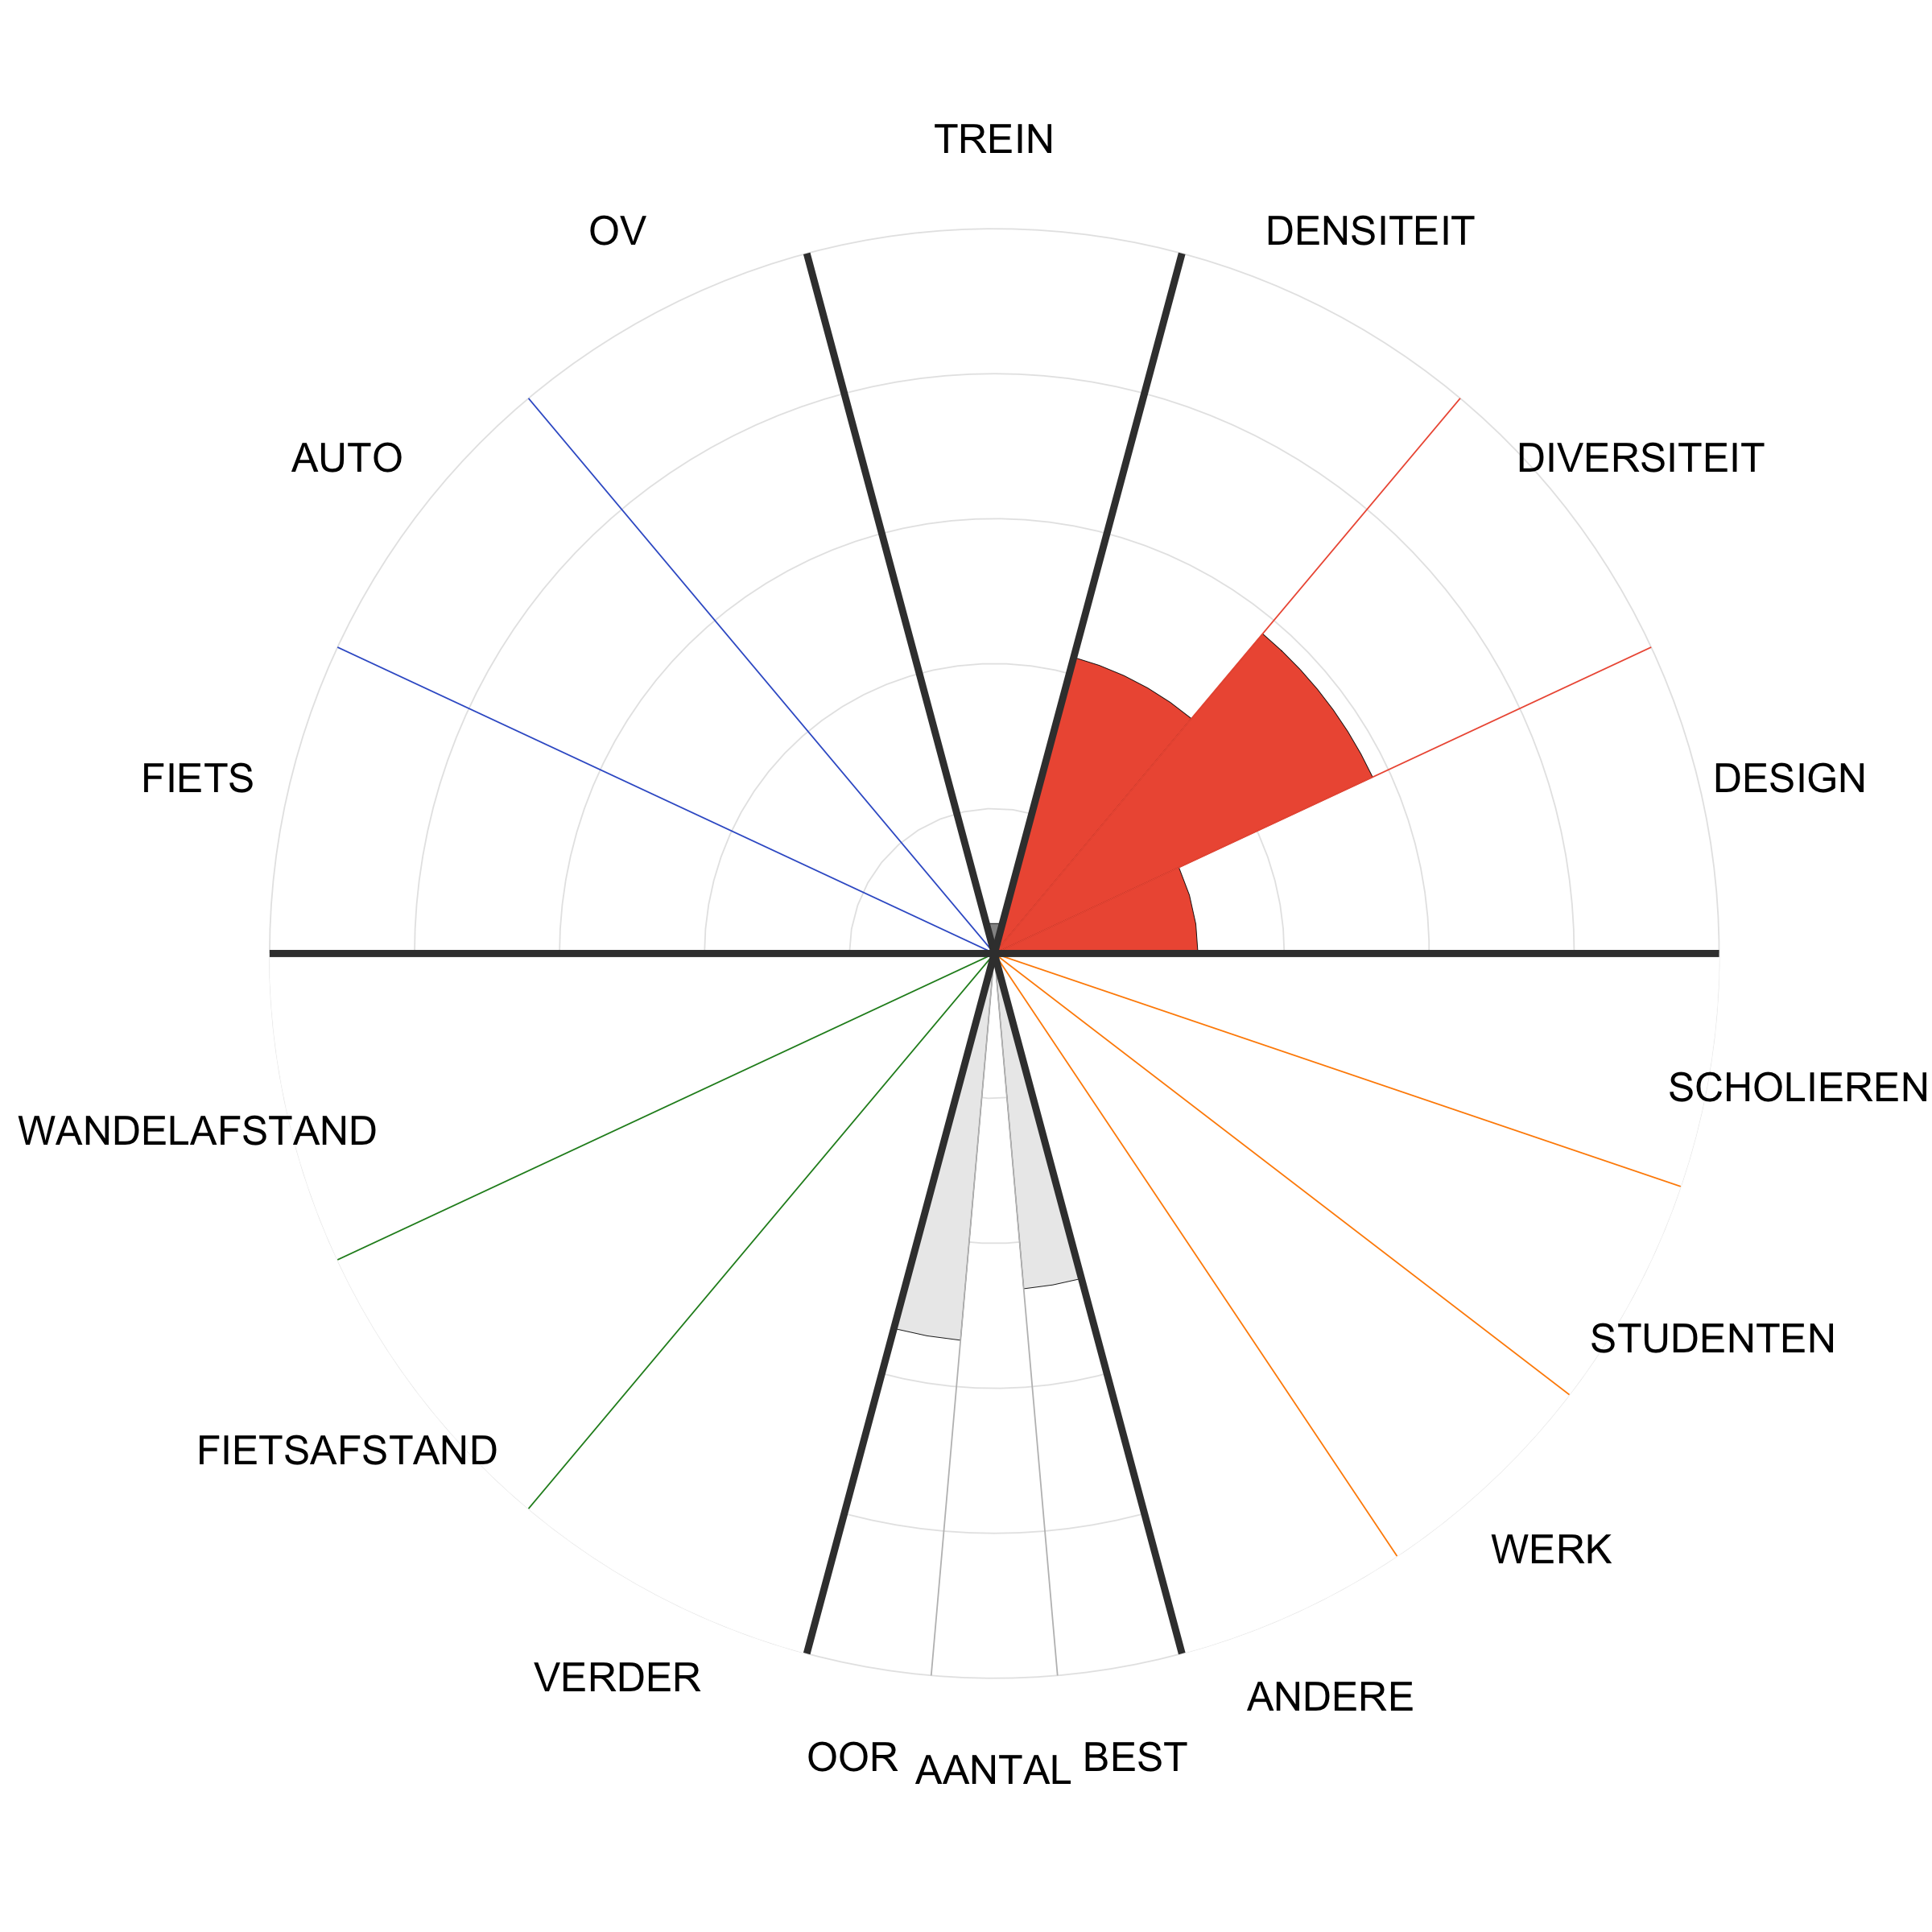 TREIN
OV
DENSITEIT
AUTO
DIVERSITEIT
FIETS
DESIGN
SCHOLIEREN
WANDELAFSTAND
STUDENTEN
FIETSAFSTAND
WERK
VERDER
ANDERE
OOR
AANTAL
BEST